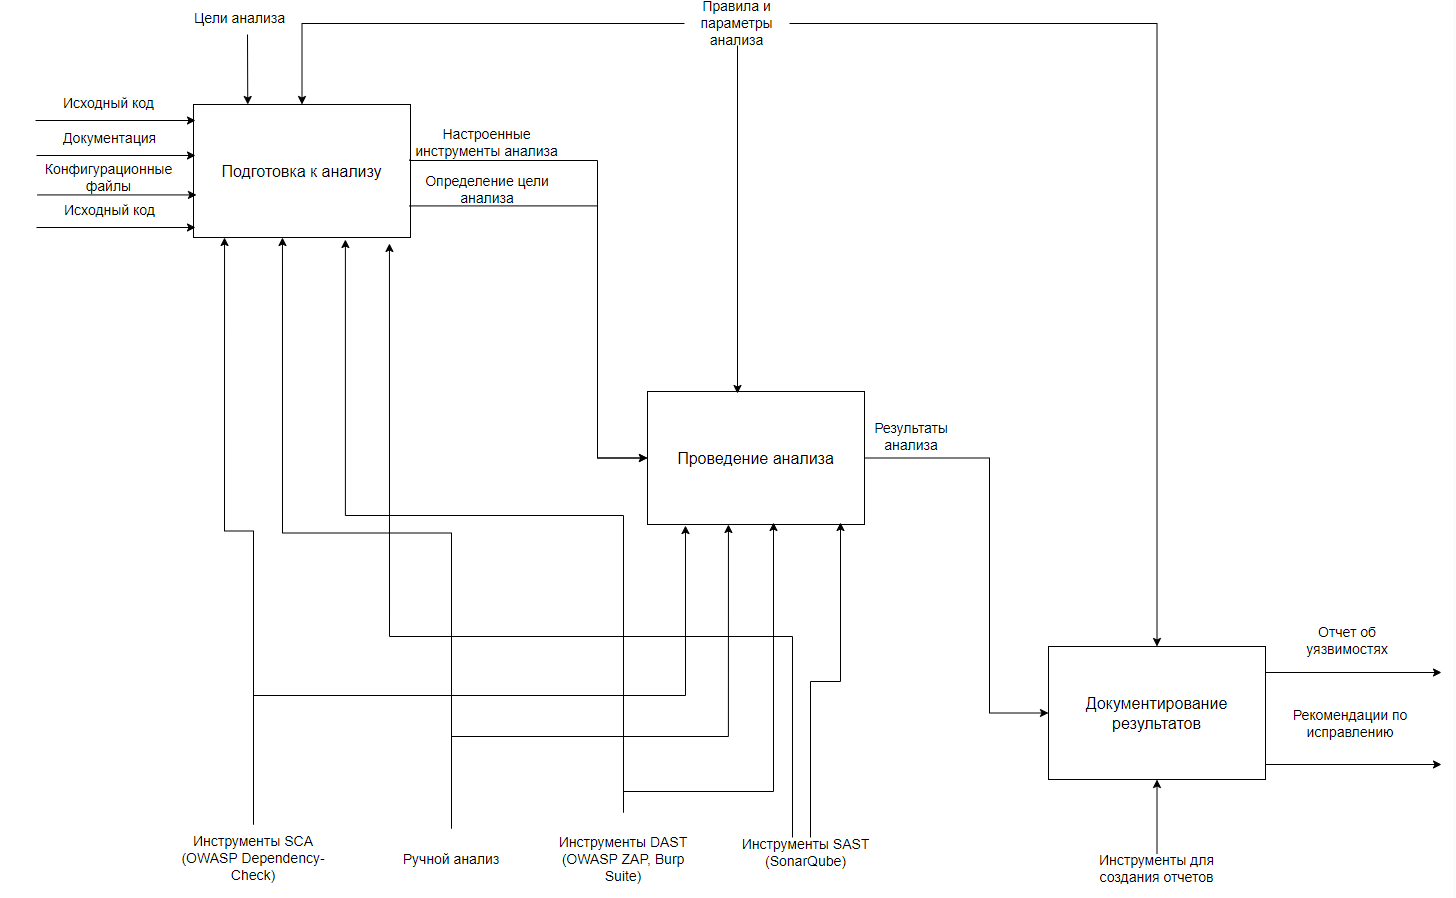 Цели анализа
Правила и
параметры
анализа
Исходный код
Документация
Конфигурационные
файлы
Исходный код
Подготовка к анализу
Настроенные
инструменты анализа
Определение цели
анализа
Проведение анализа
Результаты
анализа
Документирование
результатов
Отчет об
уязвимостях
Рекомендации по
исправлению
Инструменты SCA
(OWASP Dependency-
Check)
Ручной анализ
Инструменты DAST
(OWASP ZAP, Burp
Suite)
Инструменты SAST
(SonarQube)
Инструменты для
создания отчетов